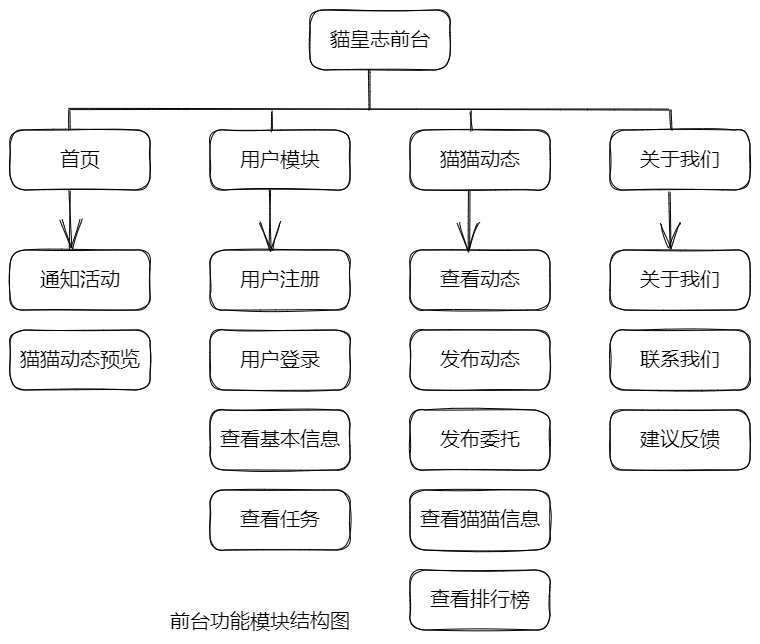 貓皇志前台
首页
用户模块
猫猫动态
关于我们
通知活动
用户注册
查看动态
关于我们
猫猫动态预览
用户登录
发布动态
联系我们
查看基本信息
发布委托
建议反馈
查看任务
查看猫猫信息
查看排行榜
前台功能模块结构图